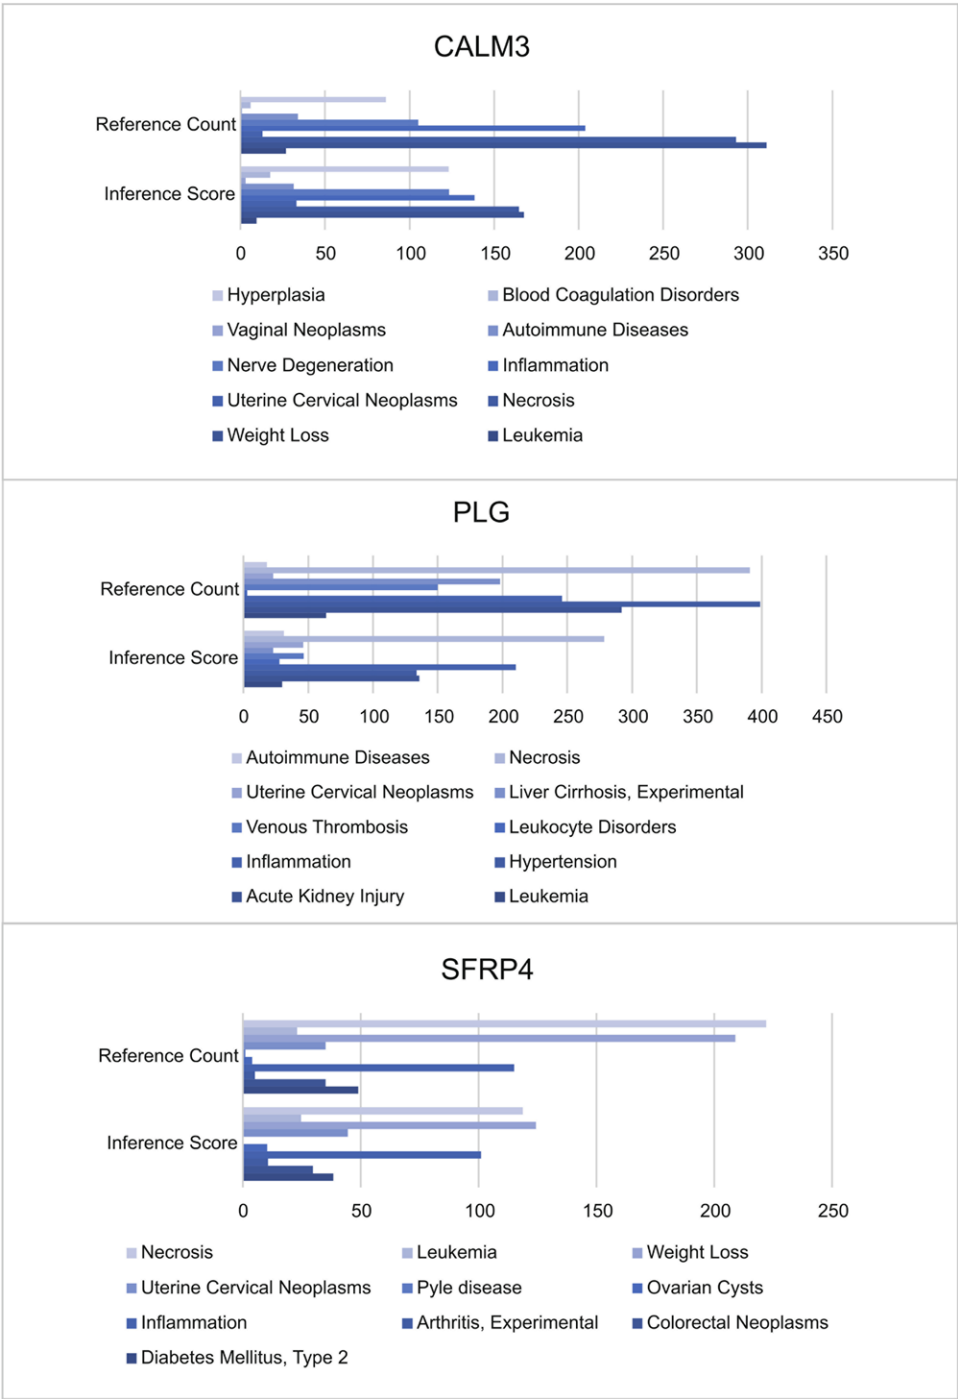 CALM3
Reference Count
Inference Score
0 50 100 150 200 250 300 350
Hyperplasia Blood Coagulation Disorders
Vaginal Neoplasms Autoimmune Diseases
Nerve Degeneration Inflammation
Uterine Cervical Neoplasms Necrosis
Weight Loss Leukemia
PLG
Reference Count
Inference Score
0 50 100 150 200 250 300 350 400 450
Autoimmune Diseases Necrosis
Uterine Cervical Neoplasms Liver Cirrhosis, Experimental
Venous Thrombosis Leukocyte Disorders
Inflammation Hypertension
Acute Kidney Injury Leukemia
SFRP4
Reference Count
Inference Score
0 50 100 150 200 250
Necrosis Leukemia Weight Loss
Uterine Cervical Neoplasms Pyle disease Ovarian Cysts
Inflammation Arthritis, Experimental Colorectal Neoplasms
Diabetes Mellitus, Type 2